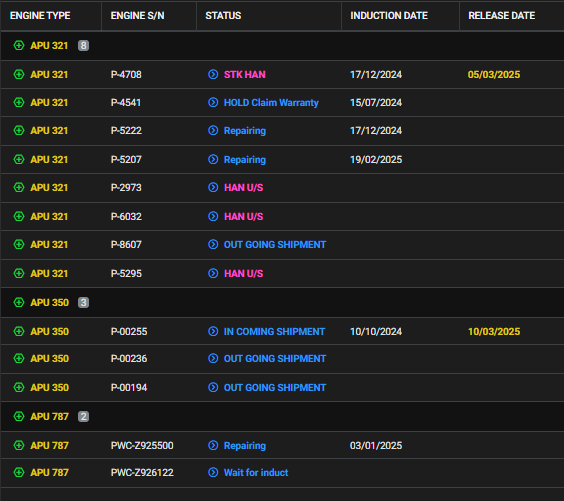 ENGINE TYPE ENGINE S/N STATUS INDUCTION DATE RELEASE DATE
APU 321 8
APU 321 P-4708 STK HAN 17/12/2024 05/03/2025
APU 321 P-4541 HOLD Claim Warranty 15/07/2024
APU 321 P-5222 Repairing 17/12/2024
APU 321 P-5207 Repairing 19/02/2025
APU 321 P-2973 HAN U/S
APU 321 P-6032 HAN U/S
APU 321 P-8607 OUT GOING SHIPMENT
APU 321 P-5295 HAN U/S
APU 350 3
APU 350 P-00255 IN COMING SHIPMENT 10/10/2024 10/03/2025
APU 350 P-00236 OUT GOING SHIPMENT
APU 350 P-00194 OUT GOING SHIPMENT
APU 787 2
APU 787 PWC-Z925500 Repairing 03/01/2025
APU 787 PWC-Z926122 Wait for induct